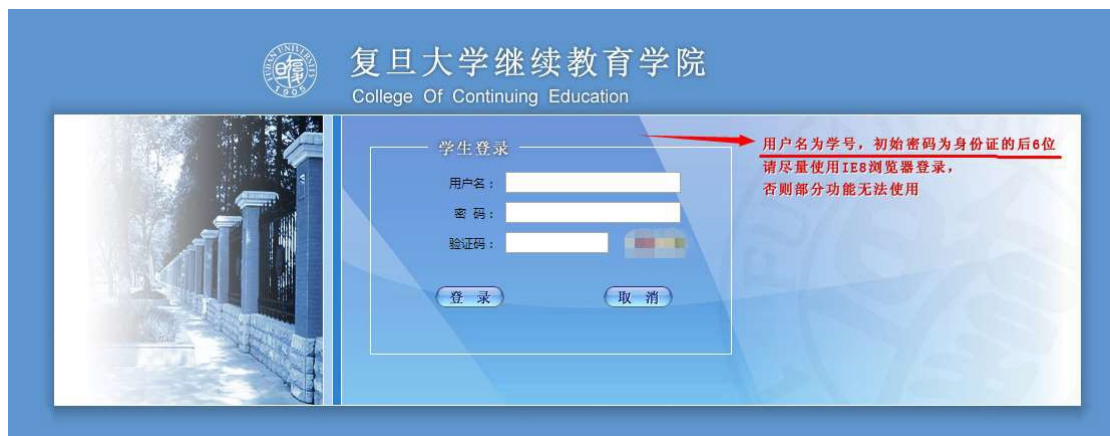 复旦大学继续教育学院
College Of Continuing Education
学生登录
用户名：
密 码：
验证码：
登 录
取 消
用户名为学号，初始密码为身份证的后6位
请尽量使用IE8浏览器登录，
否则部分功能无法使用